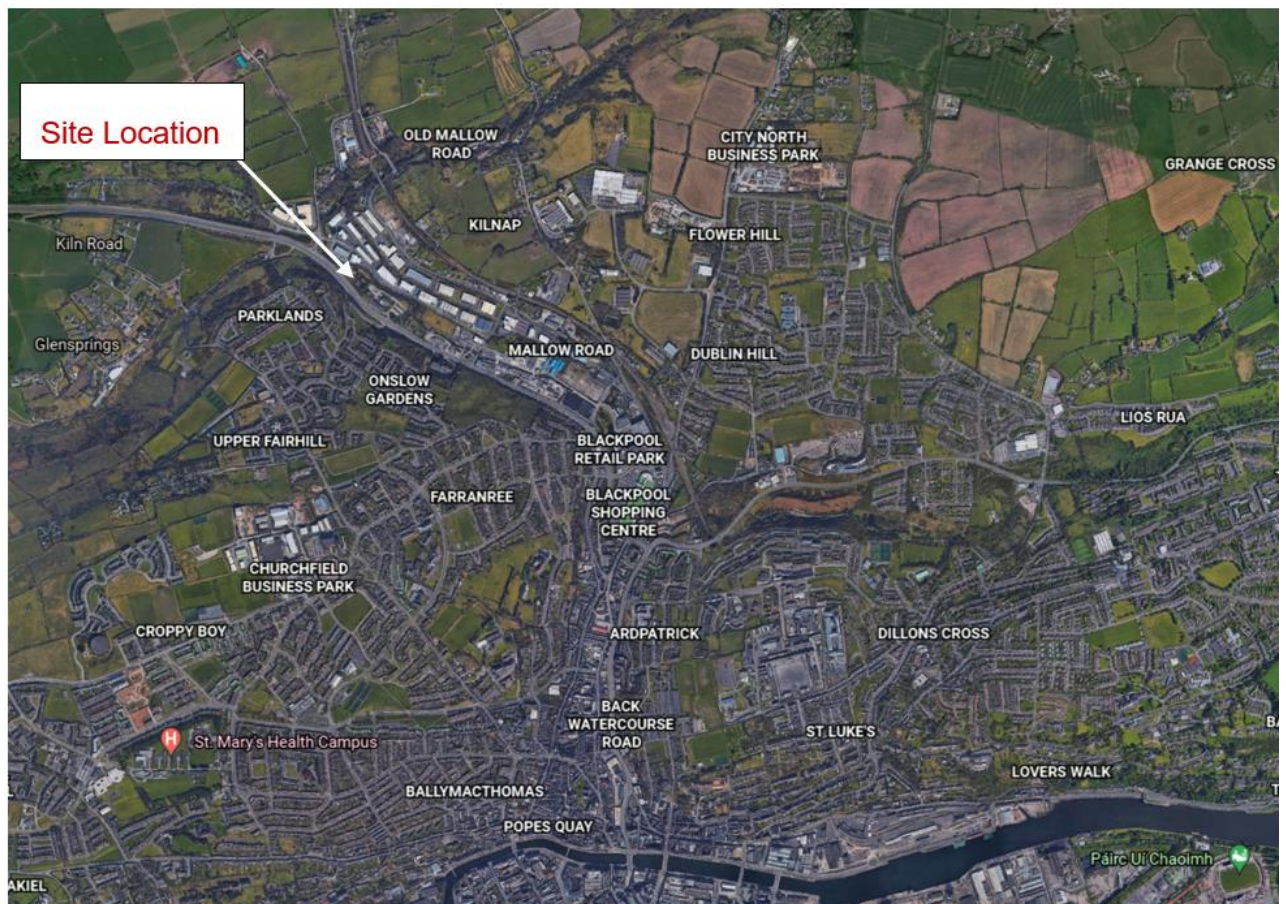 Site Location
OLD MALLOW
ROAD
CITY NORTH
BUSINESS PARK
GRANGE CROSS
Kiln Road
KILNAP
FLOWER HILL
PARKLANDS
Glensprings
MALLOW ROAD
DUBLIN HILL
ONSLOW
GARDENS
LIOS RUA
UPPER FAIRHILL
BLACKPOOL
RETAIL PARK
FARRANREE
BLACKPOOL
SHOPPING
CENTRE
CHURCHFIELD
BUSINESS PARK
CROPPY BOY
ARDPATRICK
DILLONS CROSS
BACK
WATERCOURSE
ROAD
H
St. Mary's Health Campus
ST LUKE'S
BA
LOVERS WALK
L
BALLYMACTHOMAS
T
POPES QUAY
Páirc Uí Chaoimh
AKIEL